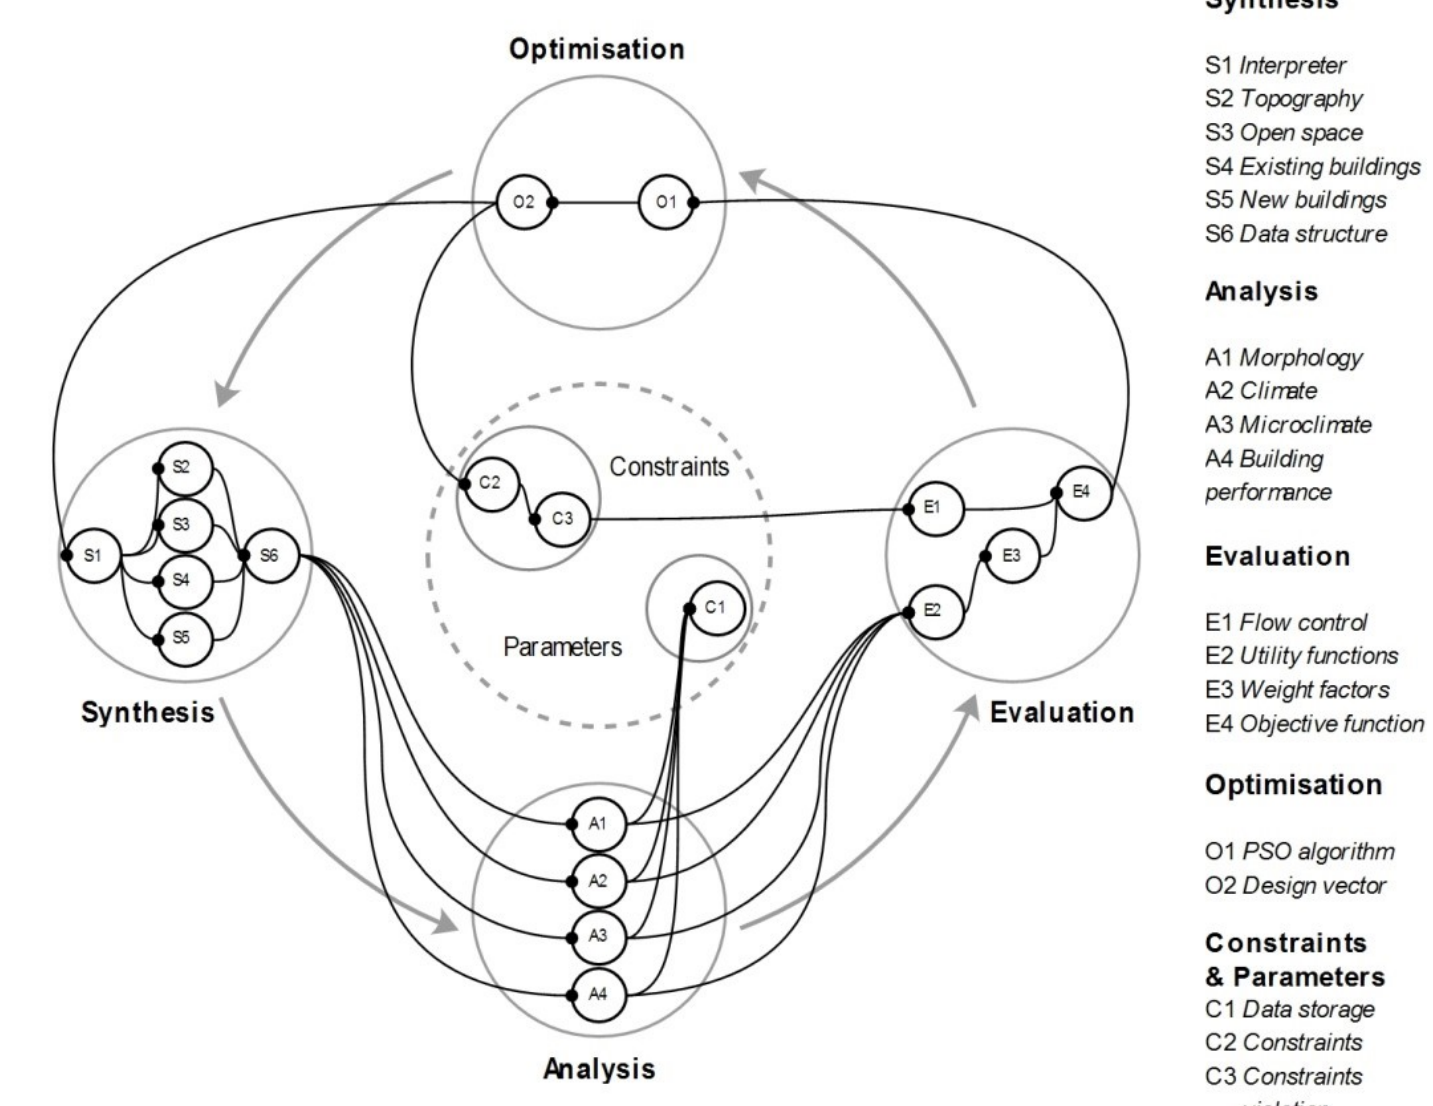 Optimisation
O2
O1
S2
S3
S1
S6
S4
S5
Synthesis
Constraints
C2
C3
C1
Parameters
E1
E4
E3
E2
Evaluation
A1
A2
A3
A4
Analysis
Synthesis
S1 Interpreter
S2 Topography
S3 Open space
S4 Existing buildings
S5 New buildings
S6 Data structure
Analysis
A1 Morphology
A2 Climate
A3 Microclimate
A4 Building
performance
Evaluation
E1 Flow control
E2 Utility functions
E3 Weight factors
E4 Objective function
Optimisation
O1 PSO algorithm
O2 Design vector
Constraints
& Parameters
C1 Data storage
C2 Constraints
C3 Constraints
violation